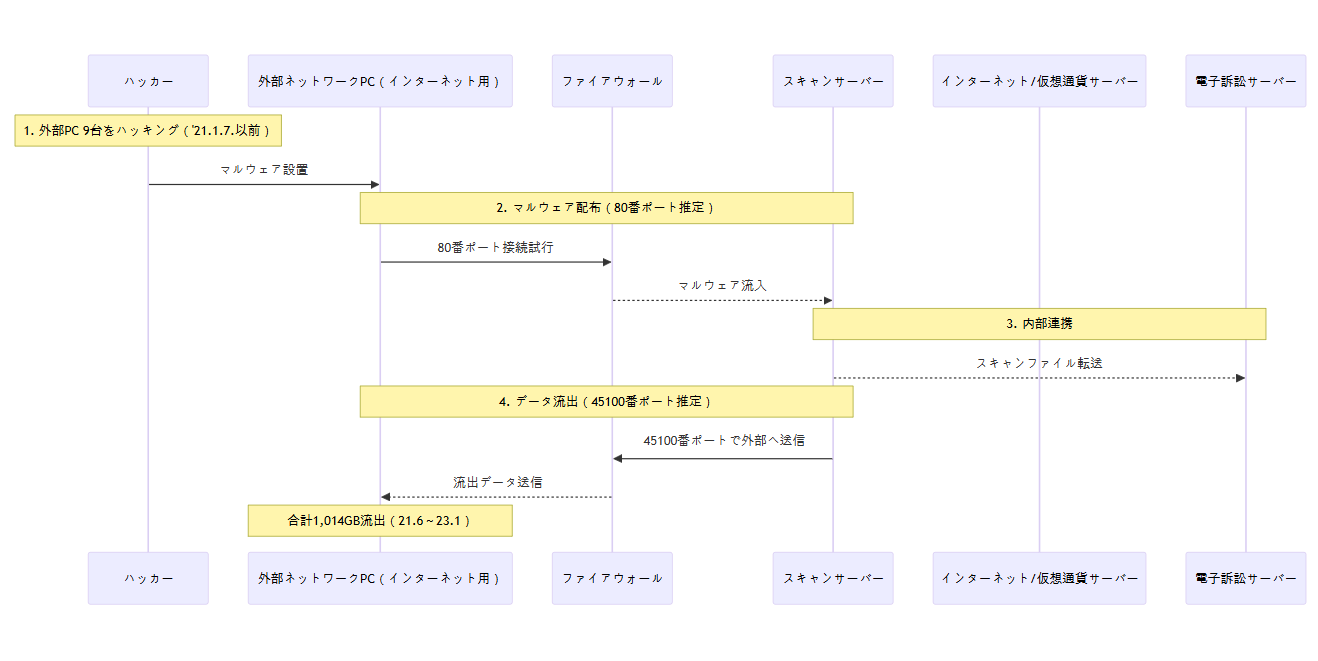 ハッカー
外部ネットワークPC（インターネット用）
ファイアウォール
スキャンサーバー
インターネット/仮想通貨サーバー
電子訴訟サーバー
1. 外部PC 9台をハッキング（'21.1.7.以前）
マルウェア設置
2. マルウェア配布（80番ポート推定）
80番ポート接続試行
マルウェア流入
3. 内部連携
スキャンファイル転送
4. データ流出（45100番ポート推定）
45100番ポートで外部へ送信
流出データ送信
合計1,014GB流出（21.6～23.1）
ハッカー
外部ネットワークPC（インターネット用）
ファイアウォール
スキャンサーバー
インターネット/仮想通貨サーバー
電子訴訟サーバー